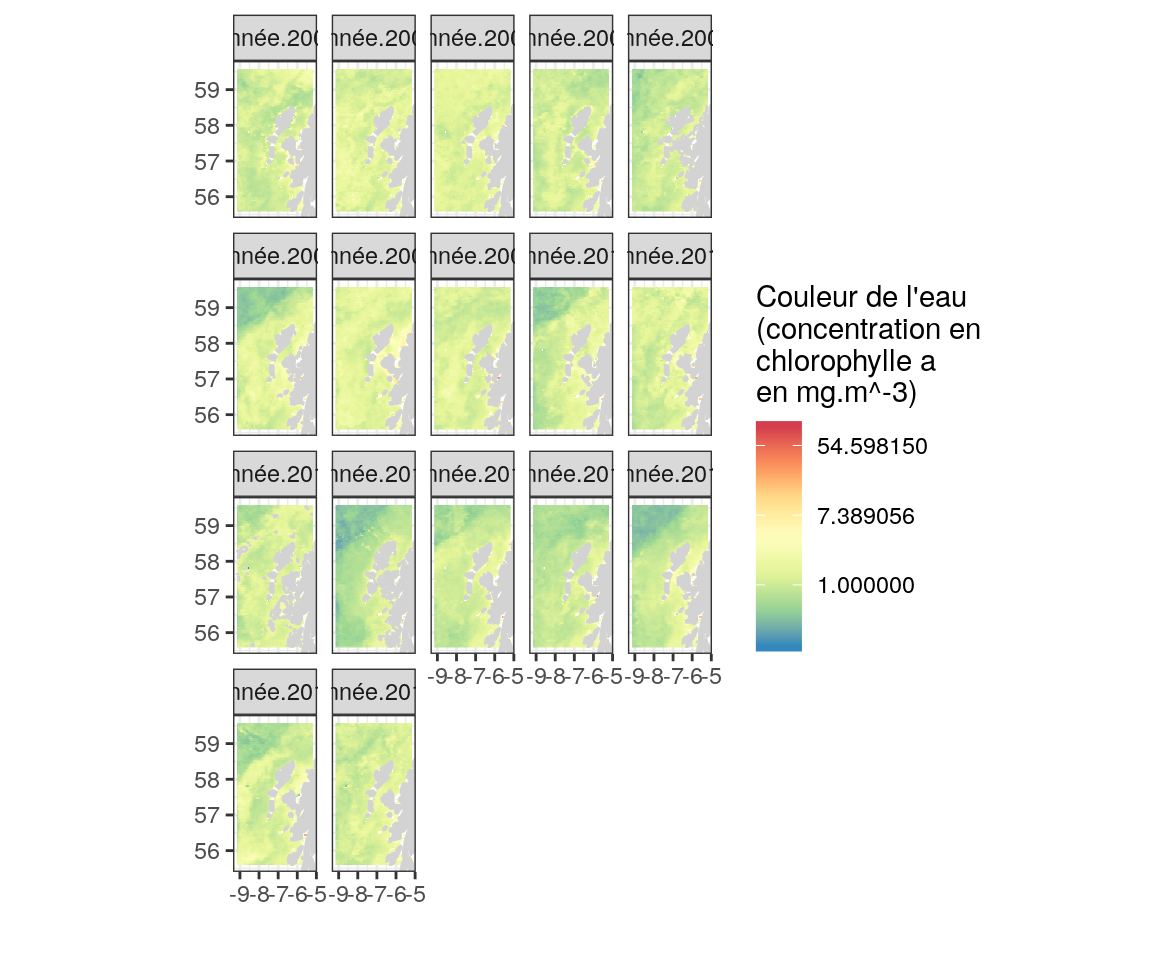 nnée.200 nnée.200 nnée.200 nnée.200 nnée.200
59
58
57
56
nnée.200 nnée.200 nnée.200 nnée.201 nnée.201
59
58
57
56
nnée.201 nnée.201 nnée.201 nnée.201 nnée.201
59
58
57
56
-9 -8 -7 -6 -5 -9 -8 -7 -6 -5 -9 -8 -7 -6 -5
nnée.201 nnée.201
59
58
57
56
-9 -8 -7 -6 -5 -9 -8 -7 -6 -5
Couleur de l'eau
(concentration en
chlorophylle a
en mg.m^-3)
54.598150
7.389056
1.000000